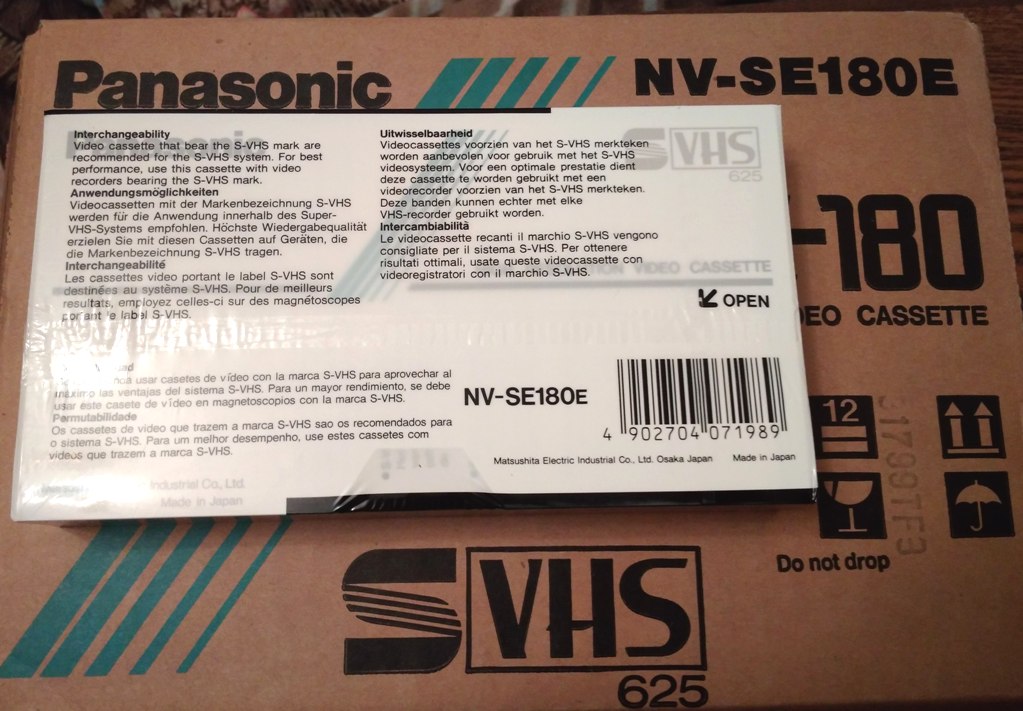 Panasonic
NV-SE180E
Interchangeability
Video cassette that bear the S-VHS mark are
recommended for the S-VHS system. For best
performance, use this cassette with video
recorders bearing the S-VHS mark.
Anwendungsmöglichkeiten
Videocassetten mit der Markenbezeichnung S-VHS
werden für die Anwendung innerhalb des Super-
VHS-Systems empfohlen. Höchste Wiedergabequalität
erzielen Sie mit diesen Cassetten auf Geräten, die
die Markenbezeichnung S-VHS tragen.
Interchangeabilité
Les cassettes video portant le label S-VHS sont
destinées au système S-VHS. Pour de meilleurs
resultats, employez celles-ci sur des magnétoscopes
portant le label S-VHS.
usar casetes de vídeo con la marca S-VHS para aprovechar al
máximo las ventajas del sistema S-VHS. Para un mayor rendimiento, se debe
usar este casete de vídeo en magnetoscopios con la marca S-VHS.
Permutabilidade
Os cassetes de video que trazem a marca S-VHS sao os recomendados para
o sistema S-VHS. Para um melhor desempenho, use estes cassetes com
videos que trazem a marca S-VHS.
Industrial Co., Ltd.
Made in Japan
Uitwisselbaarheid
Videocassettes voorzien van het S-VHS merkteken
worden aanbevolen voor gebruik met het S-VHS
videosysteem. Voor een optimale prestatie dient
deze cassette te worden gebruikt met een
videorecorder voorzien van het S-VHS merkteken.
Deze banden kunnen echter met elke
VHS-recorder gebruikt worden.
Intercambiabilità
Le videocassette recanti il marchio S-VHS vengono
consigliate per il sistema S-VHS. Per ottenere
risultati ottimali, usate queste videocassette con
videoregistratori con il marchio S-VHS.
S VHS
625
VIDEO CASSETTE
OPEN
NV-SE180E
4 902704 071989
Matsushita Electric Industrial Co., Ltd. Osaka Japan Made in Japan
-180
CASSETTE
12
Do not drop
S VHS
625